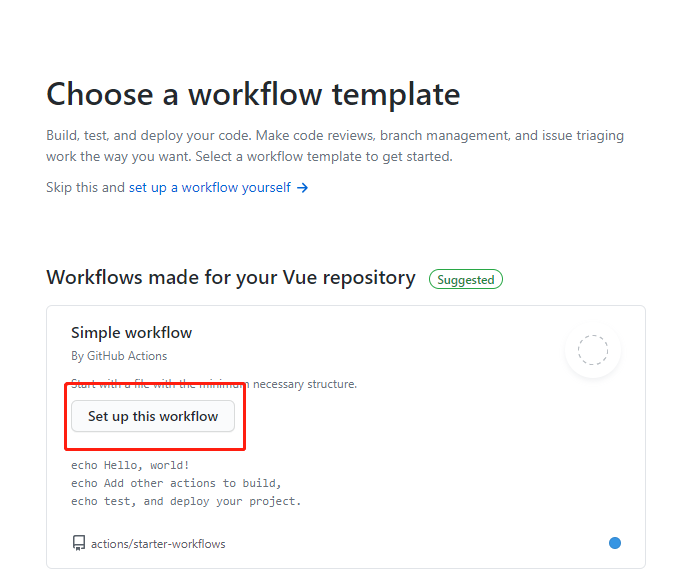 Choose a workflow template
Build, test, and deploy your code. Make code reviews, branch management, and issue triaging
work the way you want. Select a workflow template to get started.
Skip this and set up a workflow yourself →
Workflows made for your Vue repository Suggested
Simple workflow
By GitHub Actions
Start with a file with the minimum necessary structure.
Set up this workflow
echo Hello, world!
echo Add other actions to build,
echo test, and deploy your project.
actions/starter-workflows